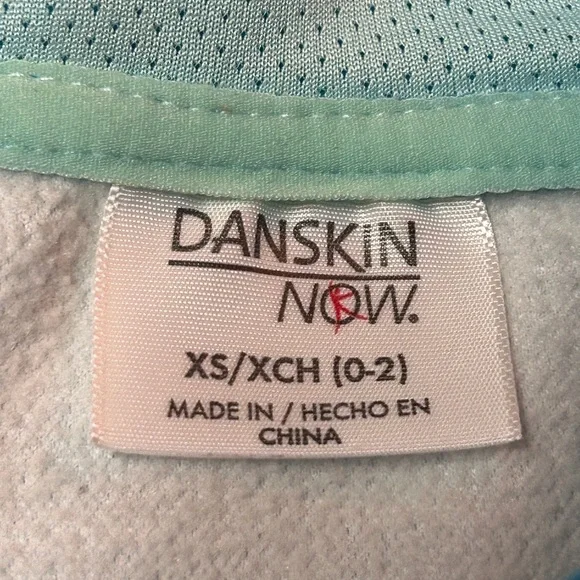 DANSKIN
NOW.
R
XS/XCH (0-2)
MADE IN / HECHO EN
CHINA